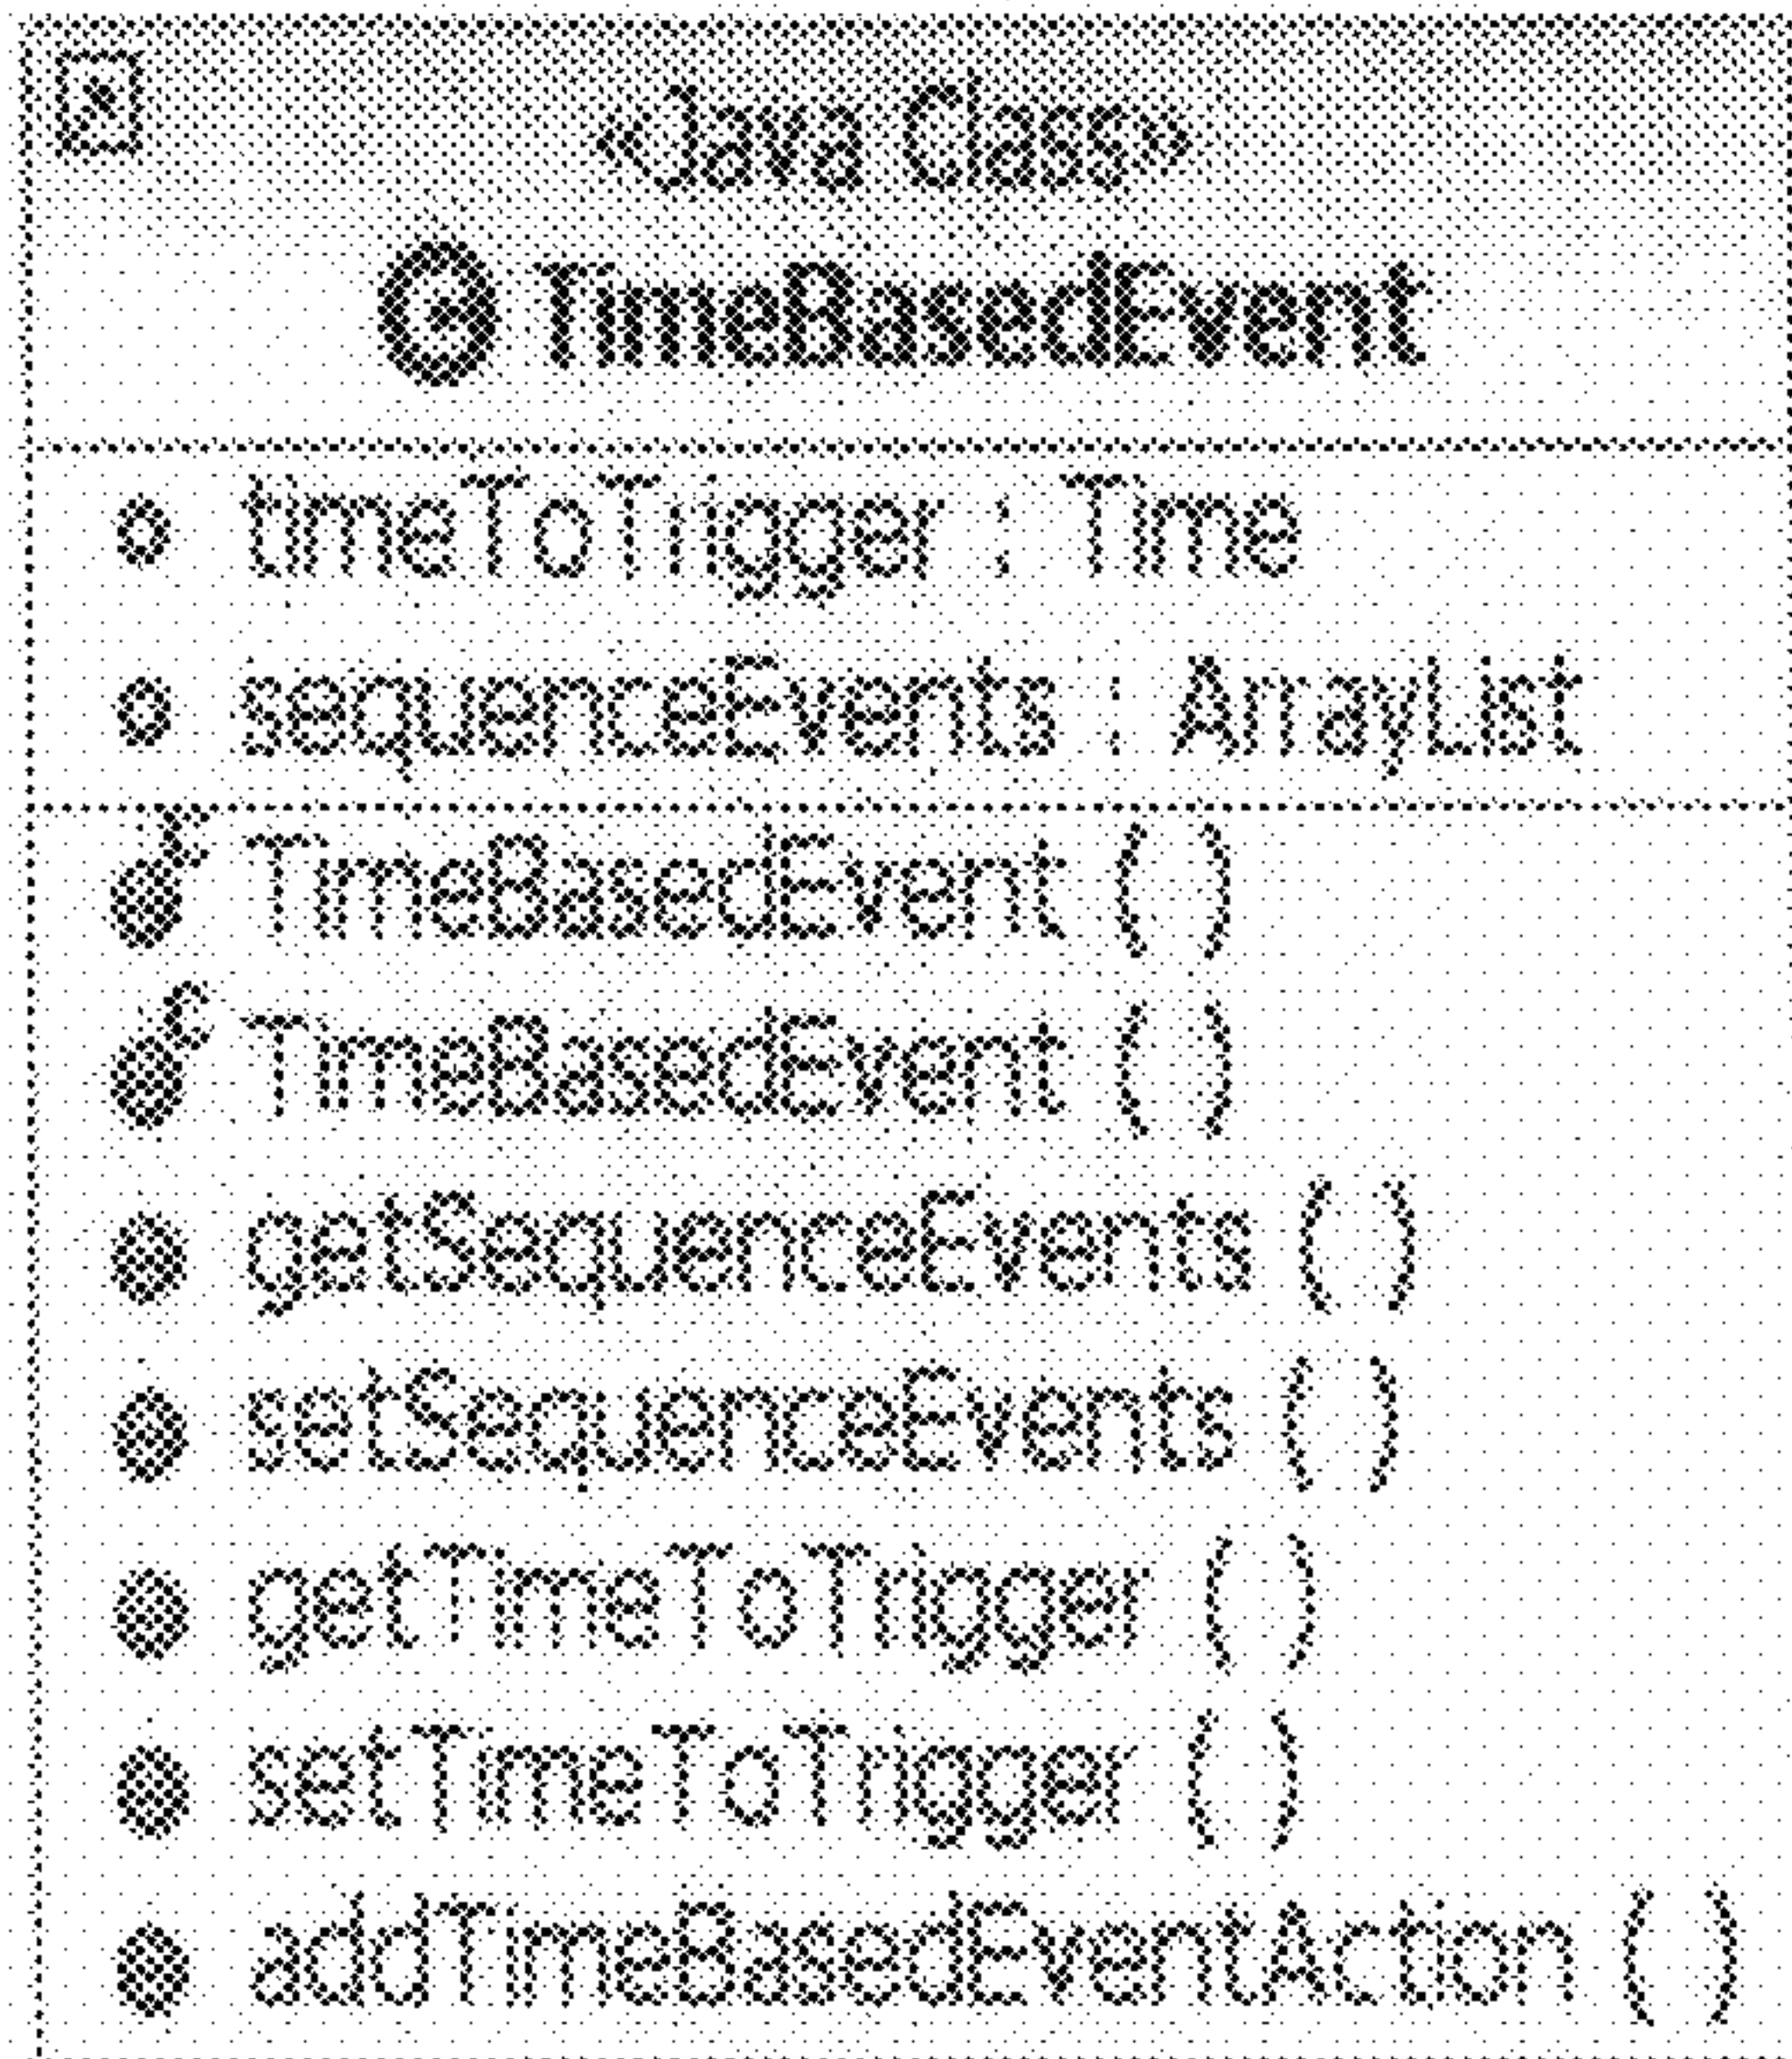 «Java Class»
TimeBasedEvent
timeToTrigger : Time
sequenceEvents : ArrayList
TimeBasedEvent ( )
TimeBasedEvent ( )
getSequenceEvents ( )
setSequenceEvents ( )
getTimeToTrigger ( )
setTimeToTrigger ( )
addTimeBasedEventAction ( )